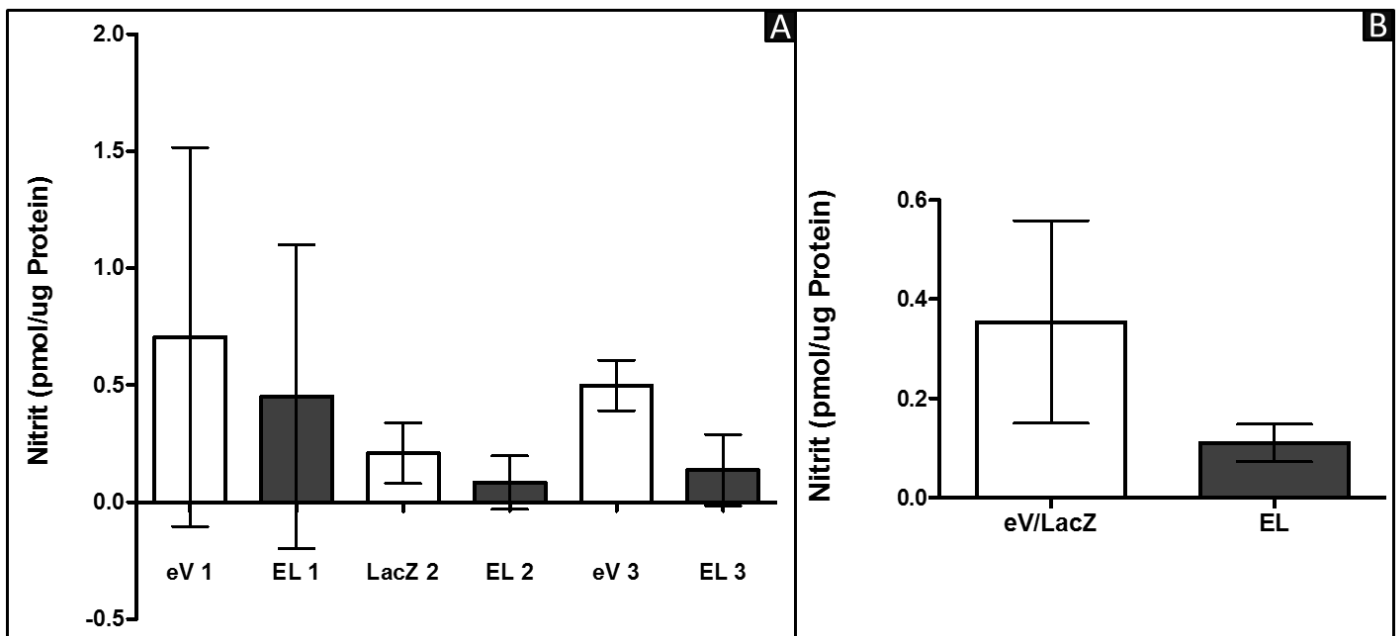 A
Nitrit (pmol/ug Protein)
2.0
1.5
1.0
0.5
0.0
-0.5
eV 1 EL 1 LacZ 2 EL 2 eV 3 EL 3
B
Nitrit (pmol/ug Protein)
0.6
0.4
0.2
0.0
eV/LacZ EL